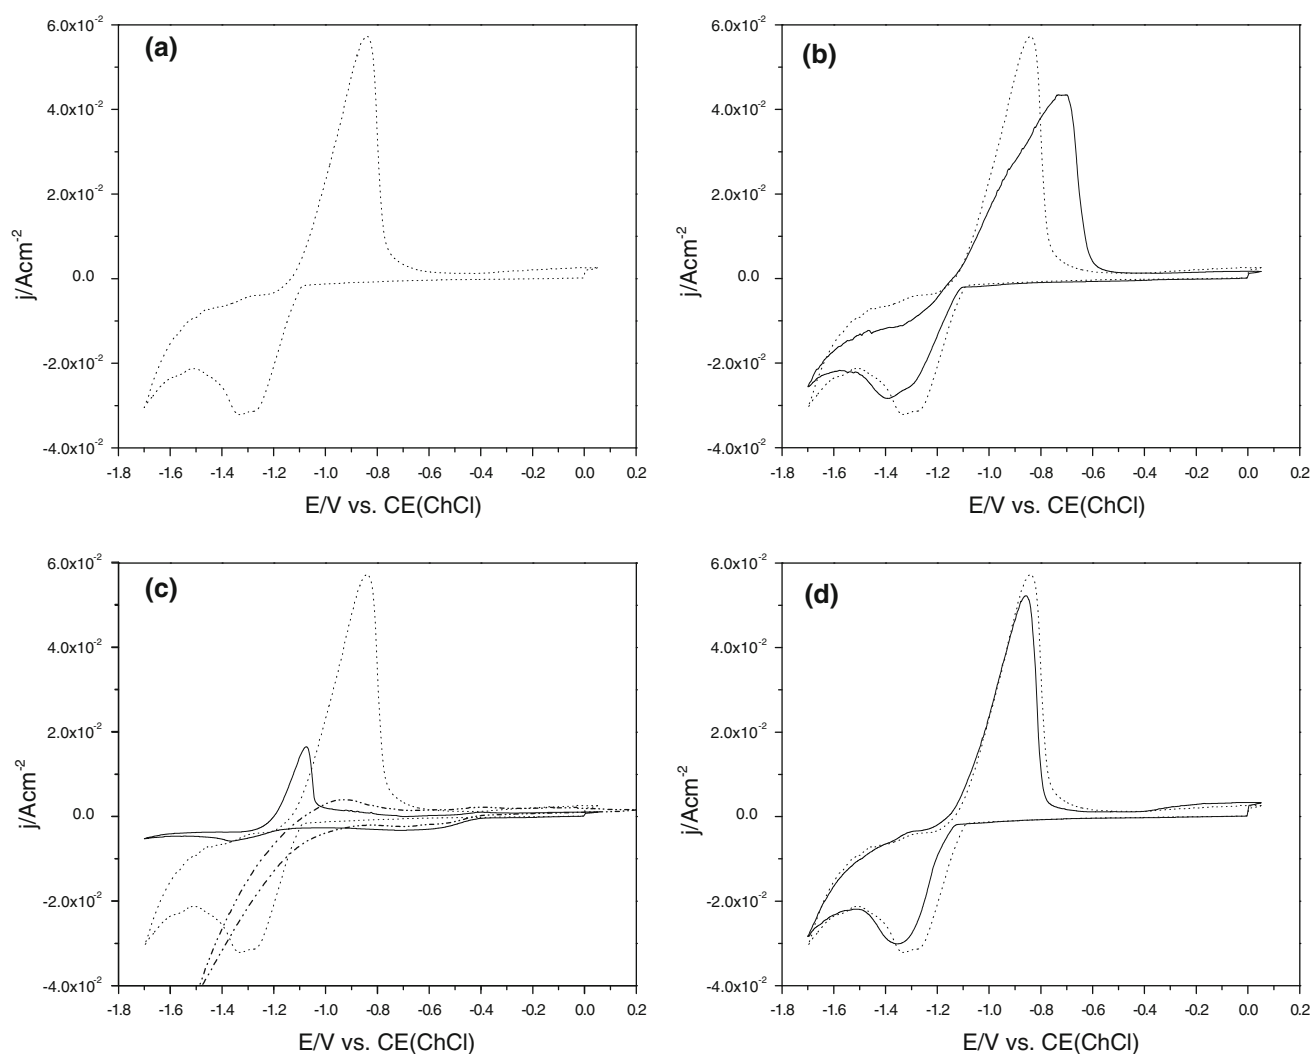 (a)
6.0x10⁻²
4.0x10⁻²
2.0x10⁻²
0.0
-2.0x10⁻²
-4.0x10⁻²
j/Acm⁻²
-1.8 -1.6 -1.4 -1.2 -1.0 -0.8 -0.6 -0.4 -0.2 0.0 0.2
E/V vs. CE(ChCl)
(b)
6.0x10⁻²
4.0x10⁻²
2.0x10⁻²
0.0
-2.0x10⁻²
-4.0x10⁻²
j/Acm⁻²
-1.8 -1.6 -1.4 -1.2 -1.0 -0.8 -0.6 -0.4 -0.2 0.0 0.2
E/V vs. CE(ChCl)
(c)
6.0x10⁻²
4.0x10⁻²
2.0x10⁻²
0.0
-2.0x10⁻²
-4.0x10⁻²
j/Acm⁻²
-1.8 -1.6 -1.4 -1.2 -1.0 -0.8 -0.6 -0.4 -0.2 0.0 0.2
E/V vs. CE(ChCl)
(d)
6.0x10⁻²
4.0x10⁻²
2.0x10⁻²
0.0
-2.0x10⁻²
-4.0x10⁻²
j/Acm⁻²
-1.8 -1.6 -1.4 -1.2 -1.0 -0.8 -0.6 -0.4 -0.2 0.0 0.2
E/V vs. CE(ChCl)